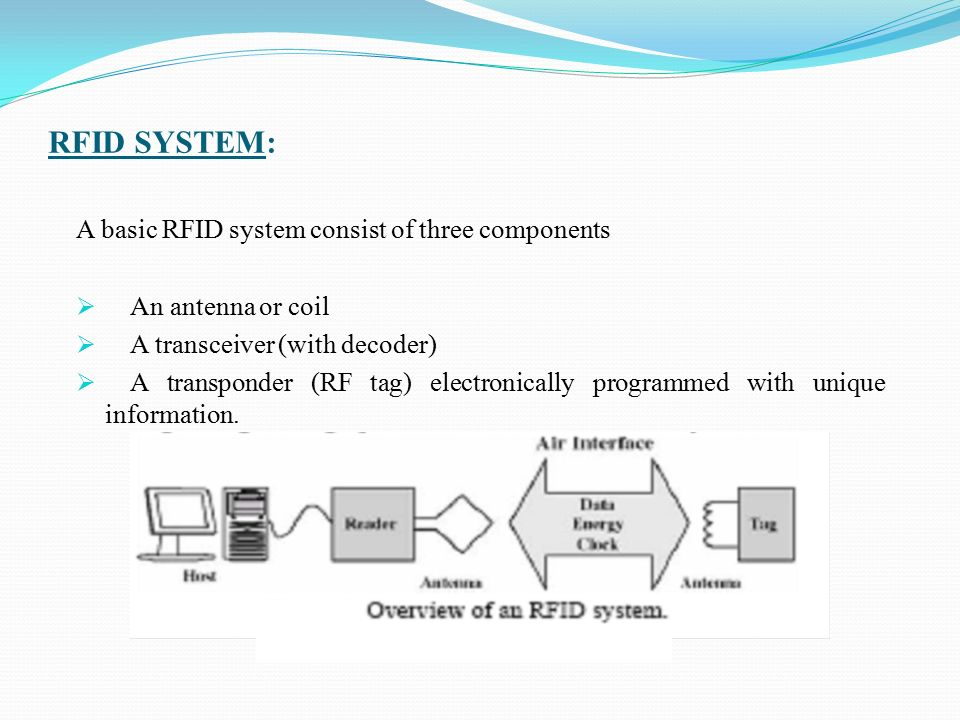 RFID SYSTEM:
A basic RFID system consist of three components
An antenna or coil
A transceiver (with decoder)
A transponder (RF tag) electronically programmed with unique
information.
Air Interface
Reader
Data
Energy
Clock
Tag
Host
Antenna
Antenna
Overview of an RFID system.